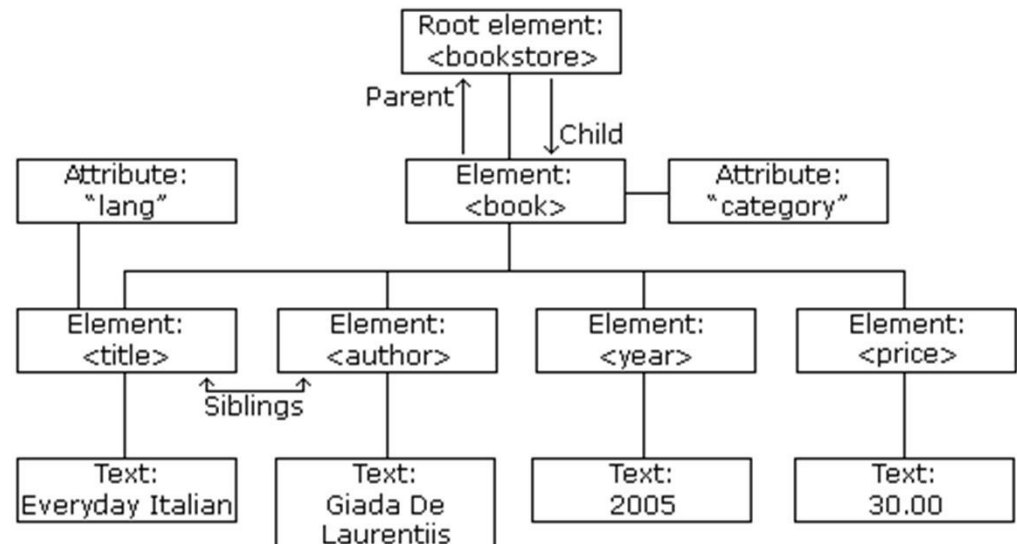 Root element:
<bookstore>
Parent
Child
Attribute:
“lang”
Element:
<book>
Attribute:
“category”
Element:
<title>
Element:
<author>
Element:
<year>
Element:
<price>
Siblings
Text:
Everyday Italian
Text:
Giada De
Laurentiis
Text:
2005
Text:
30.00